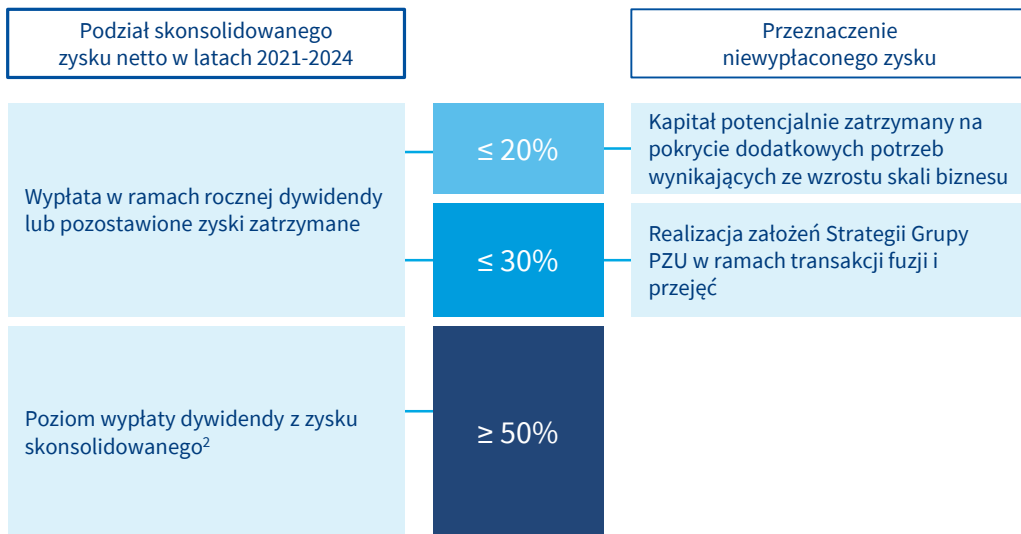 Podział skonsolidowanego
zysku netto w latach 2021-2024
Przeznaczenie
niewypłaconego zysku
Wypłata w ramach rocznej dywidendy
lub pozostawione zyski zatrzymane
≤ 20%
Kapitał potencjalnie zatrzymany na
pokrycie dodatkowych potrzeb
wynikających ze wzrostu skali biznesu
≤ 30%
Realizacja założeń Strategii Grupy
PZU w ramach transakcji fuzji i
przejęć
Poziom wypłaty dywidendy z zysku
skonsolidowanego²
≥ 50%